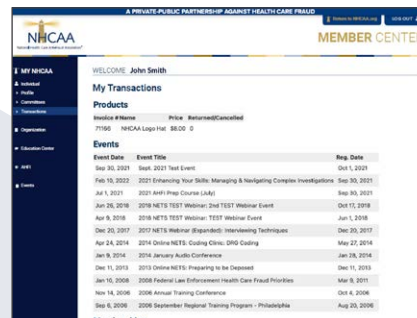 A PRIVATE-PUBLIC PARTNERSHIP AGAINST HEALTH CARE FRAUD
Return to NHCAA.org LOG OUT
NHCAA
MEMBER CENTE
MY NHCAA
Individual
Profile
Committees
Transactions
Organization
Education Center
AHFI
Events
WELCOME John Smith
My Transactions
Products
Invoice # Name Price Returned/Cancelled
71166 NHCAA Logo Hat $8.00 0
Events
Event Date Event Title Reg. Date
Sep 30, 2021 Sept. 2021 Test Event Oct 1, 2021
Feb 10, 2022 2021 Enhancing Your Skills: Managing & Navigating Complex Investigations Sep 30, 2021
Jul 1, 2021 2021 AHFI Prep Course (July) Sep 30, 2021
Jun 26, 2018 2018 NETS TEST Webinar: 2nd TEST Webinar Event Oct 17, 2018
Apr 9, 2018 2018 NETS TEST Webinar: TEST Webinar Event Jun 1, 2018
Dec 20, 2017 2017 NETS Webinar (Expanded): Interviewing Techniques Dec 20, 2017
Apr 24, 2014 2014 Online NETS: Coding Clinic: DRG Coding May 27, 2014
Jan 9, 2014 2014 January Audio Conference Jan 28, 2014
Dec 11, 2013 2013 Online NETS: Preparing to be Deposed Dec 11, 2013
Jan 10, 2008 2008 Federal Law Enforcement Health Care Fraud Priorities Mar 9, 2011
Nov 14, 2006 2006 Annual Training Conference Oct 4, 2006
Sep 6, 2006 2006 September Regional Training Program - Philadelphia Aug 20, 2006